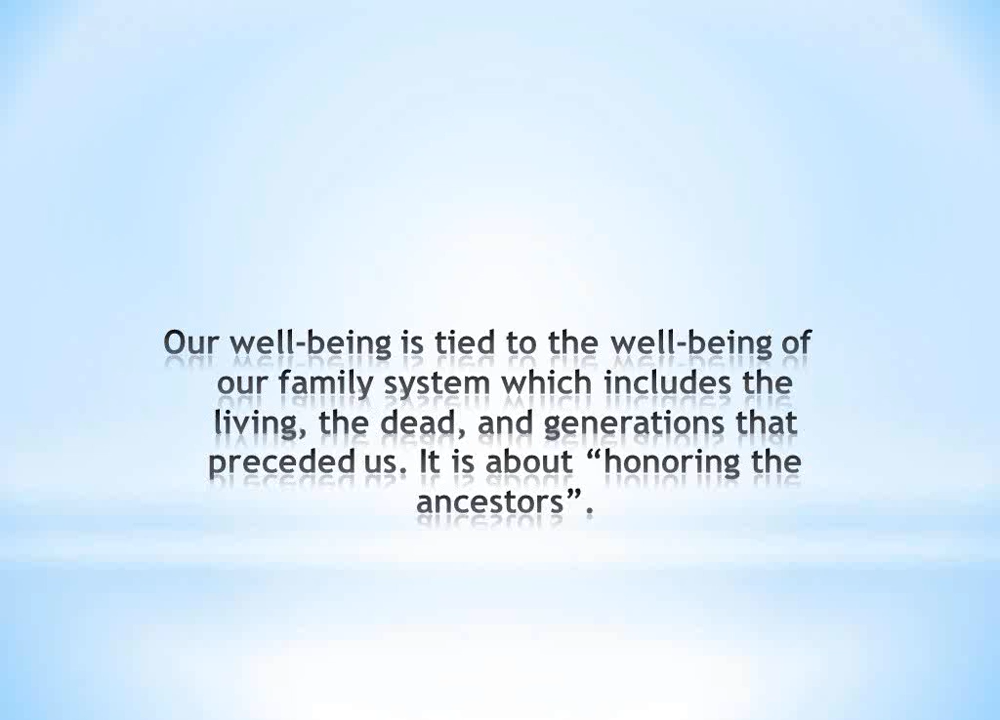 Our well-being is tied to the well-being of
our family system which includes the
living, the dead, and generations that
preceded us. It is about “honoring the
ancestors”.